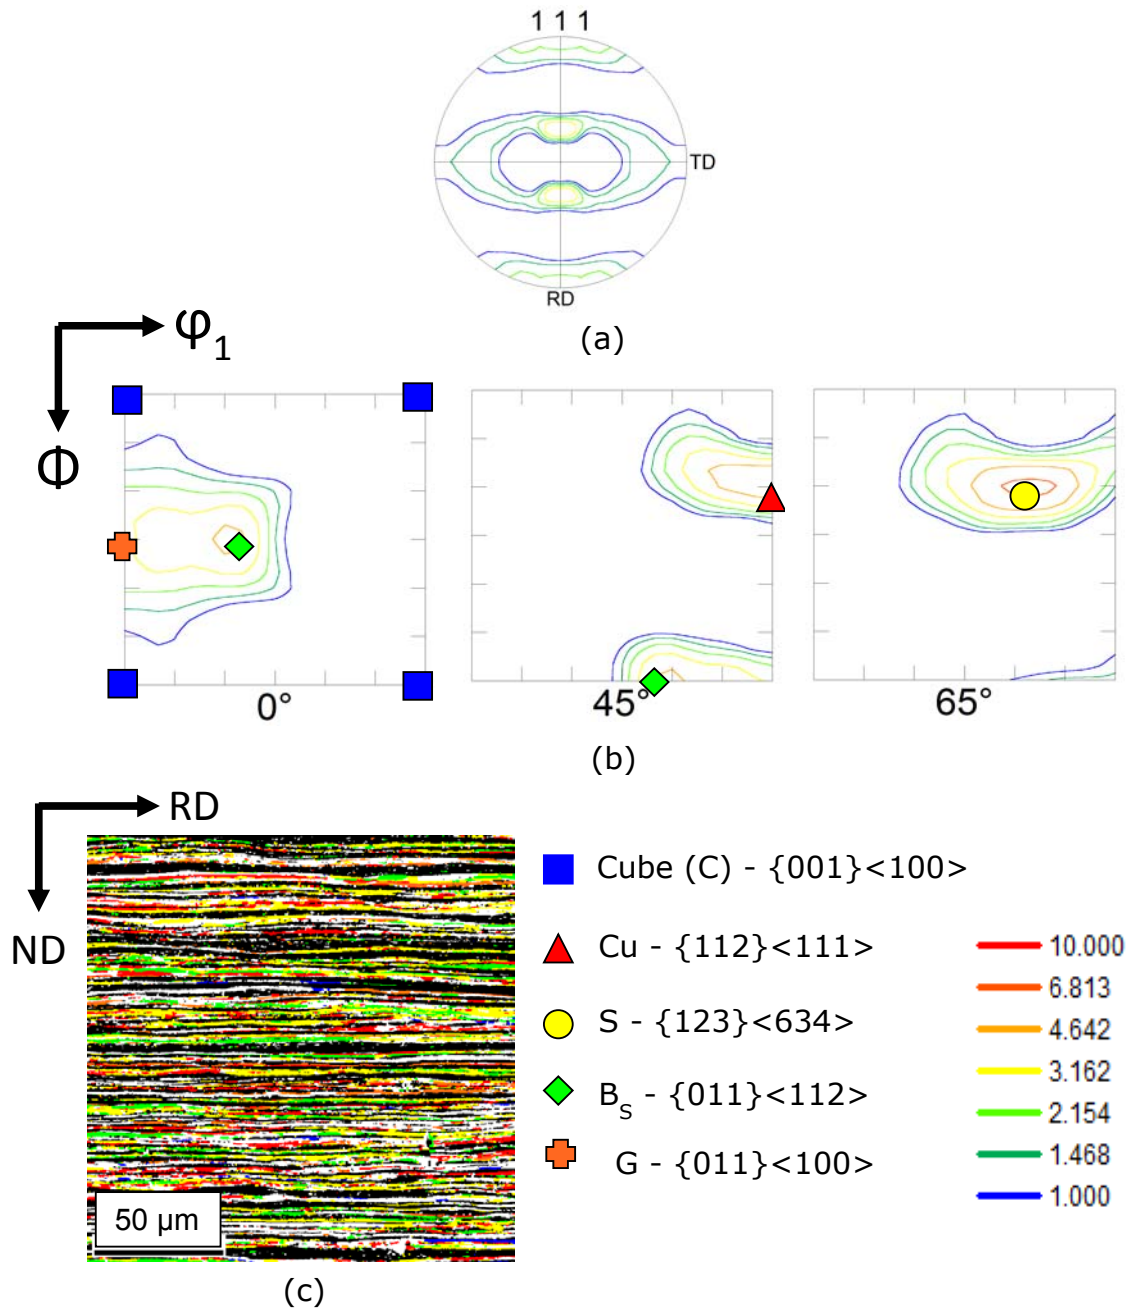 1 1 1
TD
RD
(a)
φ1
Φ
0°
45°
65°
(b)
RD
ND
50 µm
(c)
Cube (C) - {001}<100>
Cu - {112}<111>
S - {123}<634>
BS - {011}<112>
G - {011}<100>
10.000
6.813
4.642
3.162
2.154
1.468
1.000